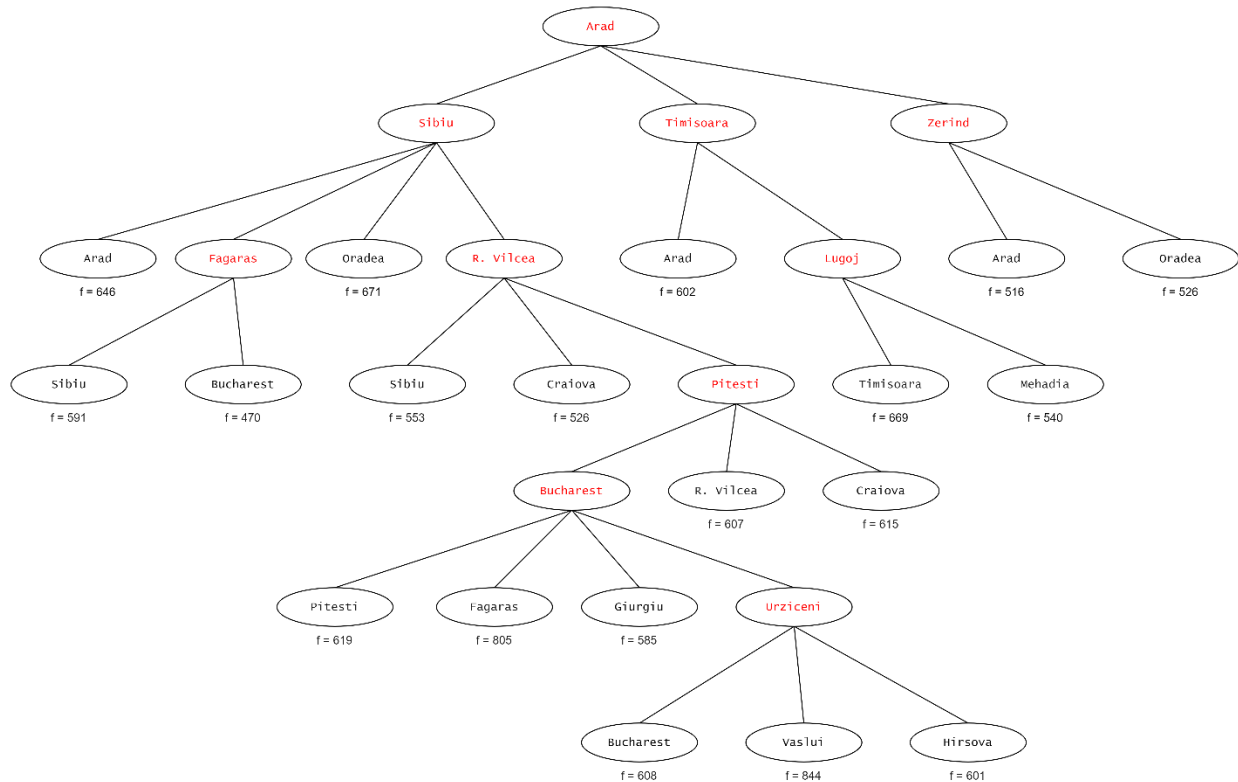 Arad
Sibiu Timisoara Zerind
Arad Fagaras Oradea R. Vilcea Arad Lugoj Arad Oradea
f = 646 f = 671 f = 602 f = 516 f = 526
Sibiu Bucharest Sibiu Craiova Pitesti Timisoara Mehadia
f = 591 f = 470 f = 553 f = 526 f = 669 f = 540
Bucharest R. Vilcea Craiova
f = 607 f = 615
Pitesti Fagaras Giurgiu Urziceni
f = 619 f = 805 f = 585
Bucharest Vaslui Hirsova
f = 608 f = 844 f = 601